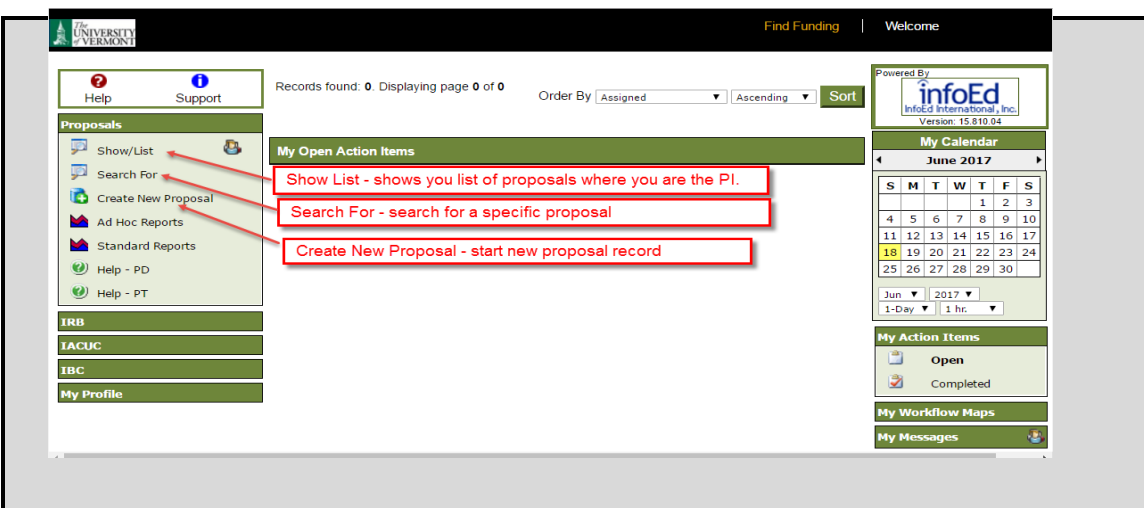 The
UNIVERSITY
of VERMONT
Find Funding | Welcome
Help Support
Records found: 0. Displaying page 0 of 0
Order By Assigned Ascending Sort
Powered By
infoEd
InfoEd International, Inc.
Version: 15.810.04
Proposals
Show/List
Search For
Create New Proposal
Ad Hoc Reports
Standard Reports
Help - PD
Help - PT
IRB
IACUC
IBC
My Profile
My Open Action Items
Show List - shows you list of proposals where you are the PI.
Search For - search for a specific proposal
Create New Proposal - start new proposal record
My Calendar
June 2017
S M T W T F S
1 2 3
4 5 6 7 8 9 10
11 12 13 14 15 16 17
18 19 20 21 22 23 24
25 26 27 28 29 30
Jun 2017
1-Day 1 hr.
My Action Items
Open
Completed
My Workflow Maps
My Messages